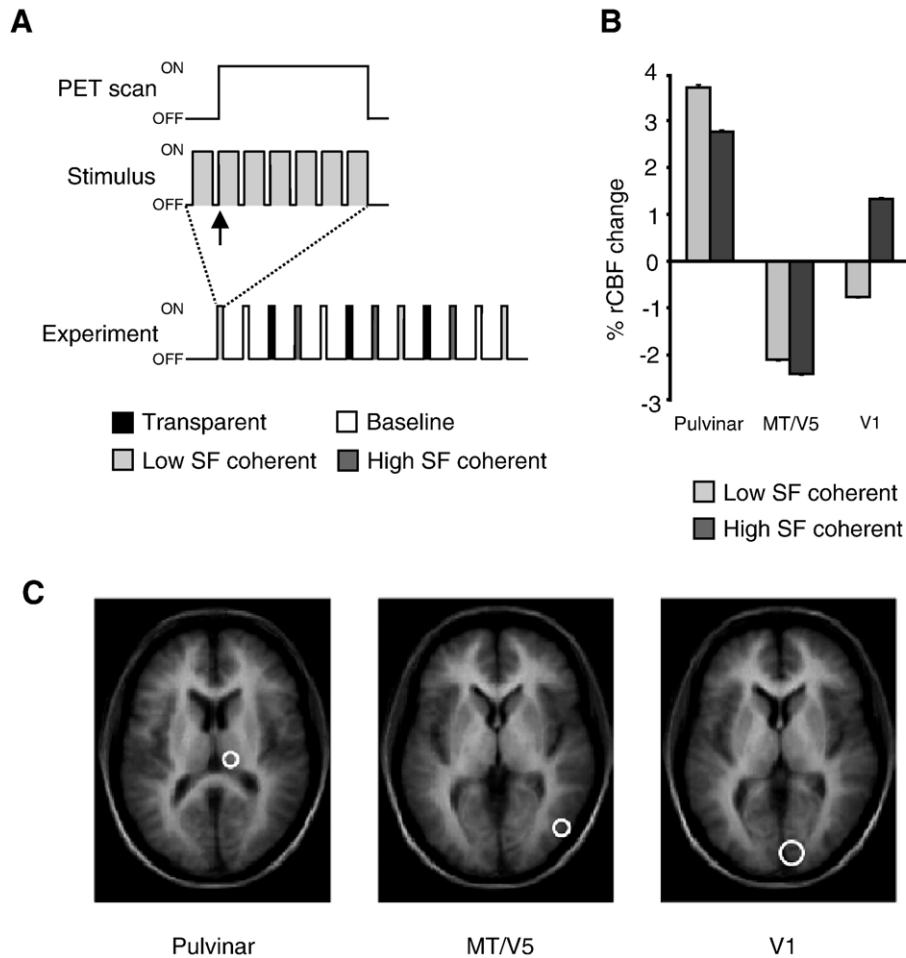 A
PET scan
ON
OFF
Stimulus
ON
OFF
Experiment
ON
OFF
Transparent
Baseline
Low SF coherent
High SF coherent
B
% rCBF change
4
3
2
1
0
-1
-2
-3
Pulvinar MT/V5 V1
Low SF coherent
High SF coherent
C
Pulvinar MT/V5 V1